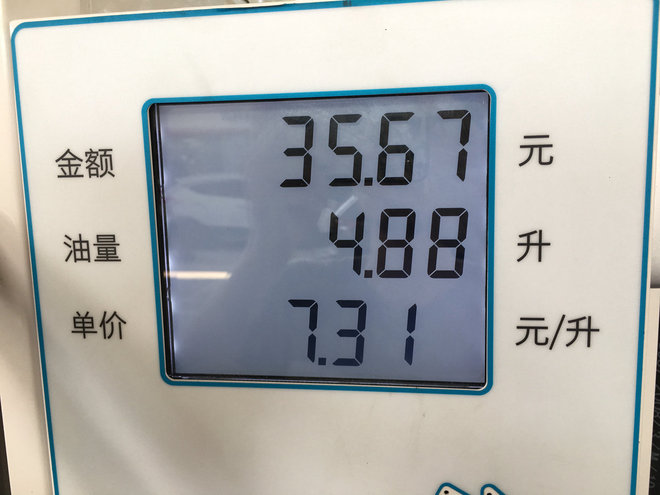 金额 35.67 元
油量 4.88 升
单价 7.31 元/升